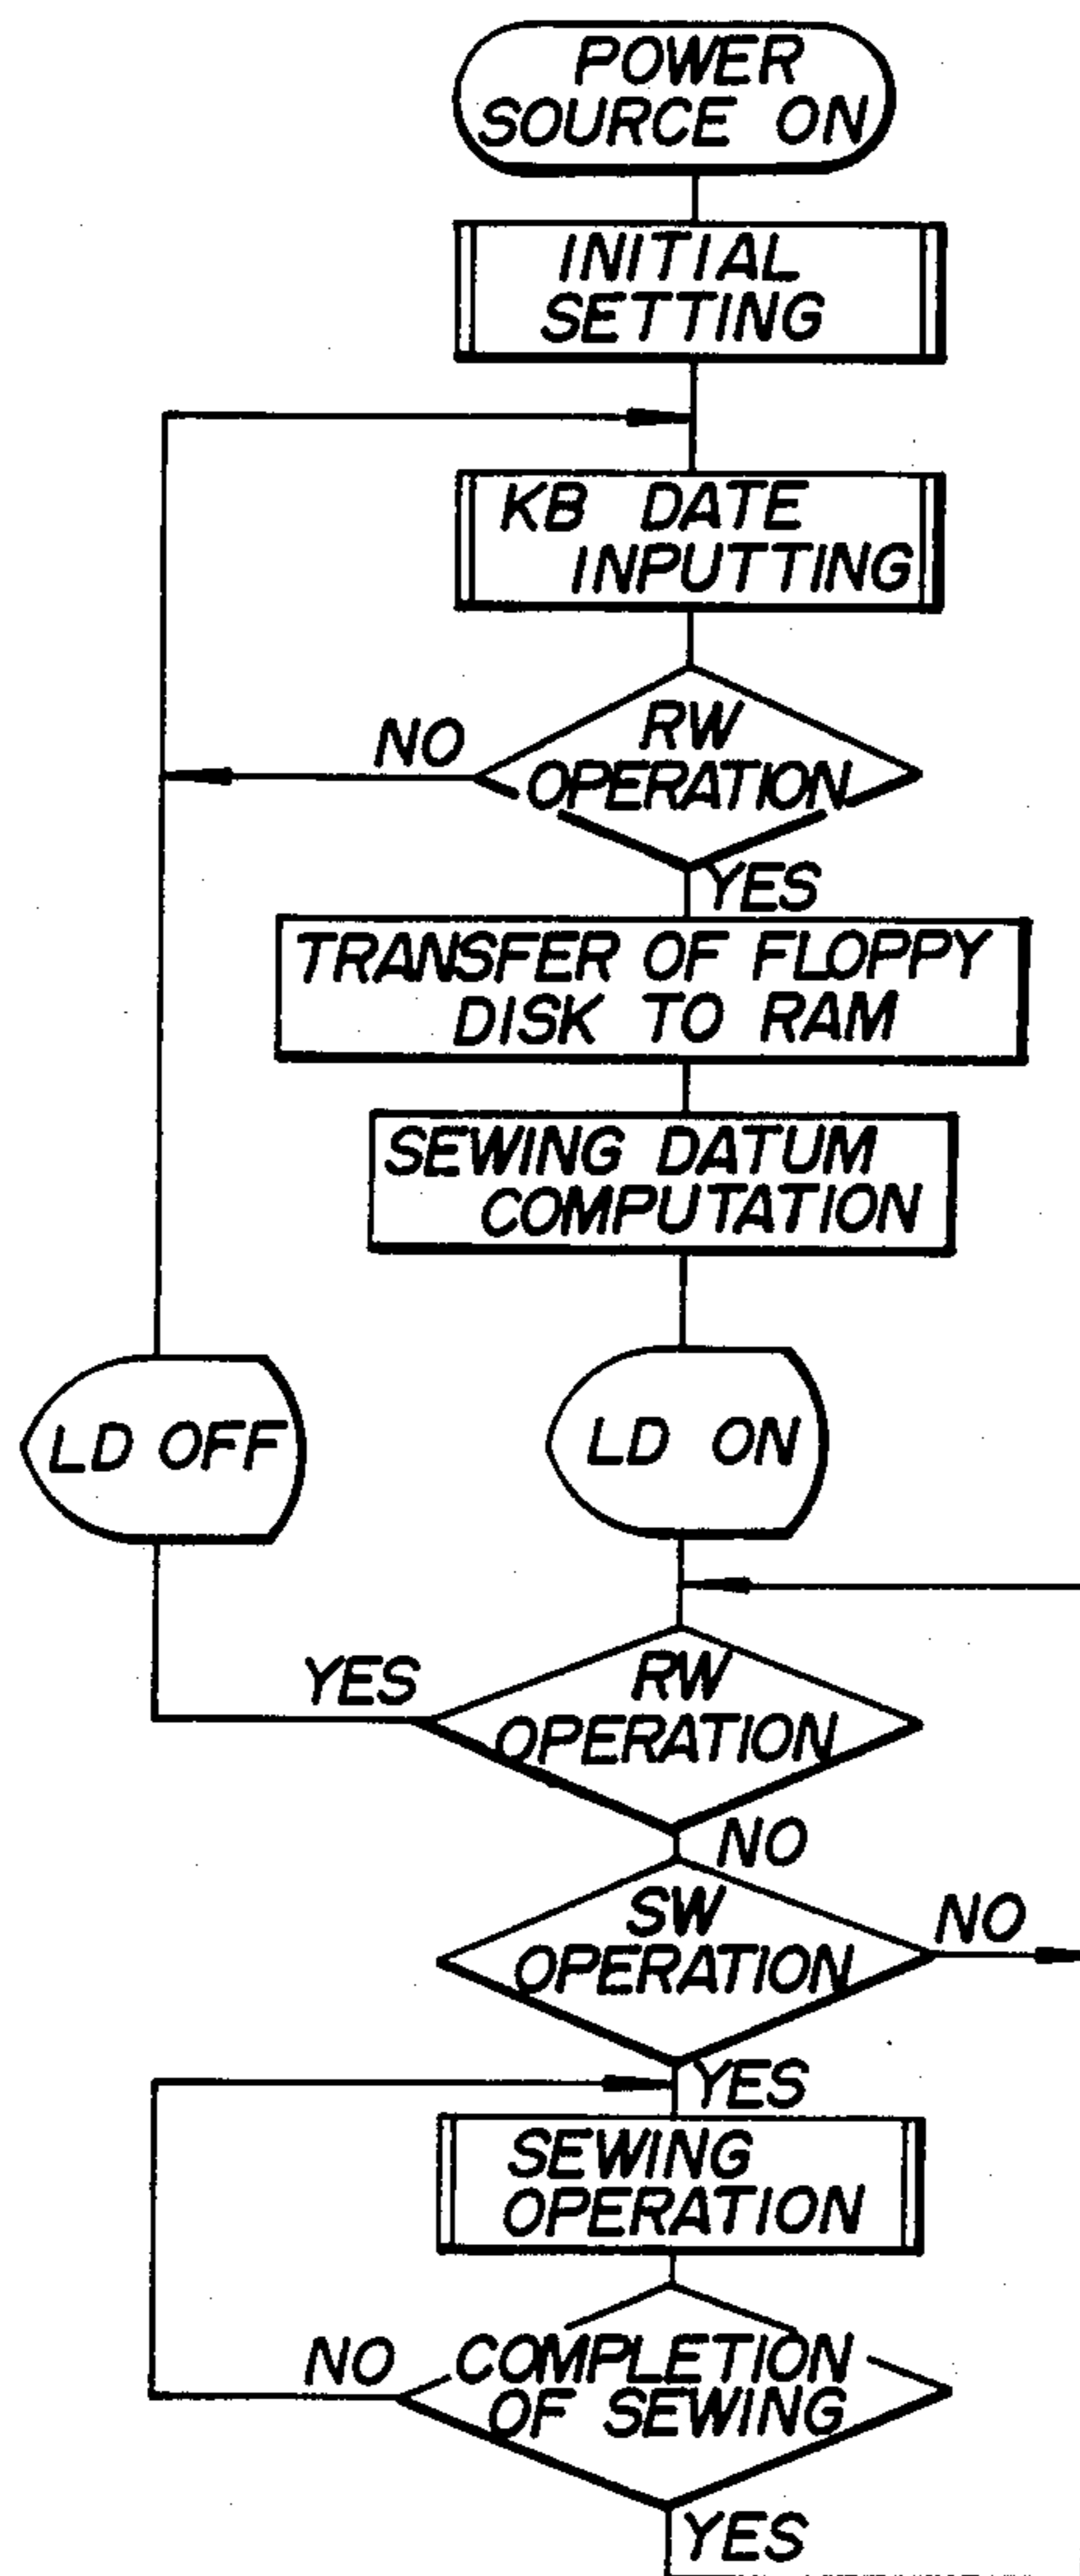 POWER
SOURCE ON
INITIAL
SETTING
KB DATE
INPUTTING
RW
OPERATION
NO
YES
TRANSFER OF FLOPPY
DISK TO RAM
SEWING DATUM
COMPUTATION
LD OFF
LD ON
RW
OPERATION
YES
NO
SW
OPERATION
NO
YES
SEWING
OPERATION
COMPLETION
OF SEWING
NO
YES